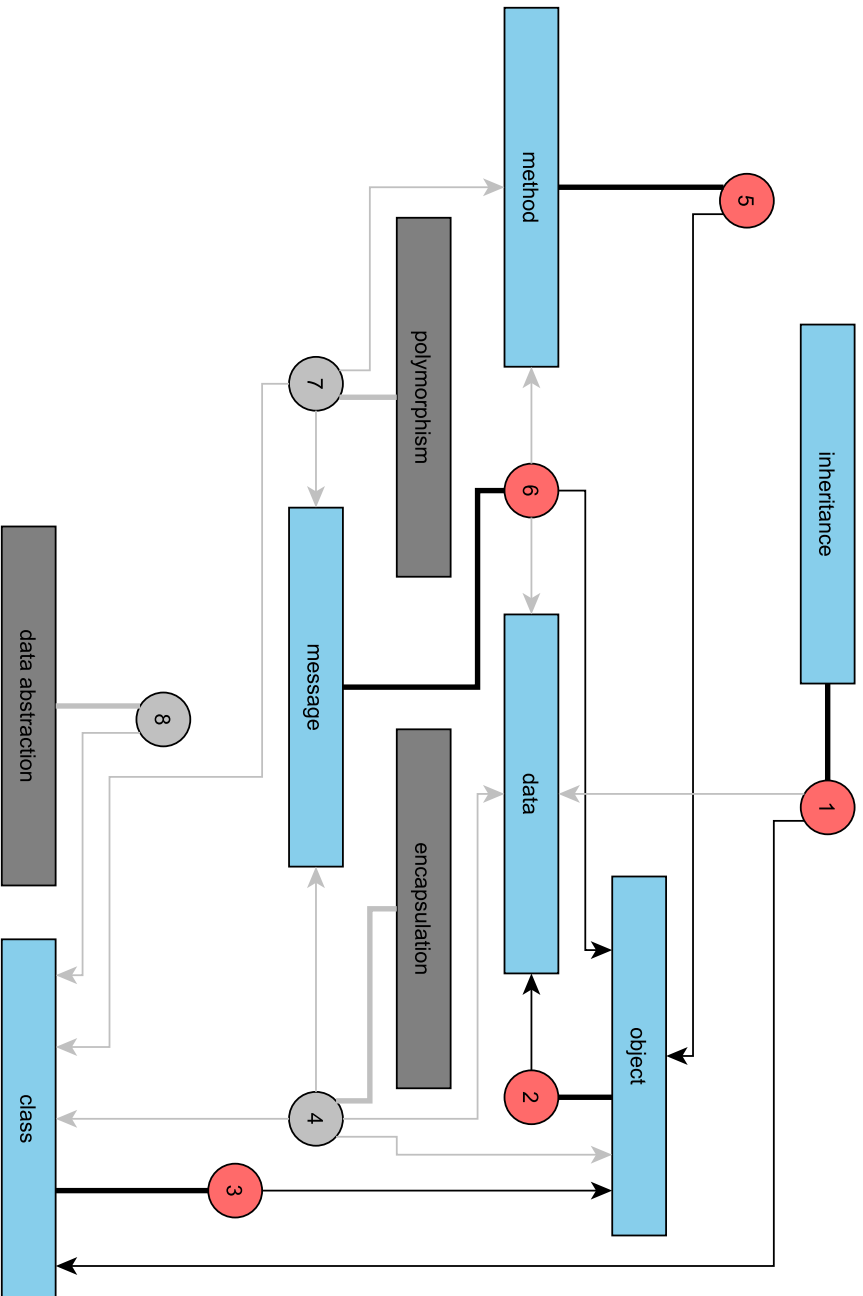 5
method
inheritance
polymorphism
7
6
message
data
1
data abstraction
8
encapsulation
object
2
4
class
3